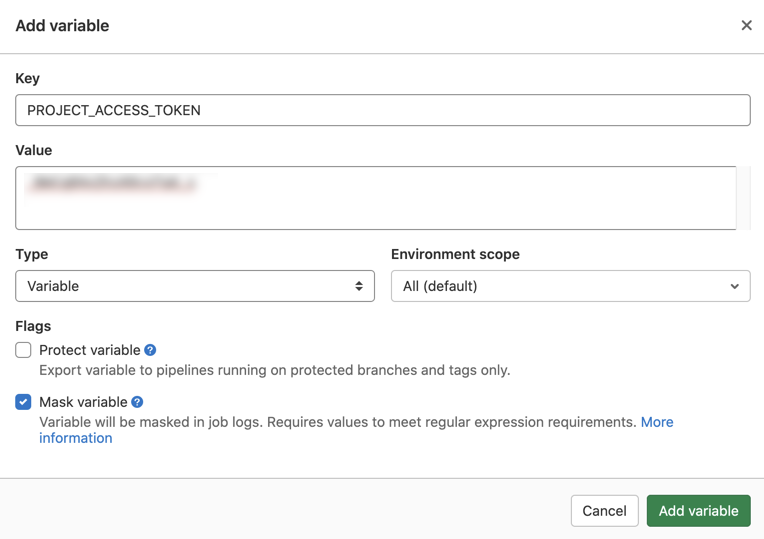 Add variable
Key
PROJECT_ACCESS_TOKEN
Value
Type
Environment scope
Variable
All (default)
Flags
Protect variable ?
Export variable to pipelines running on protected branches and tags only.
Mask variable ?
Variable will be masked in job logs. Requires values to meet regular expression requirements. More
information
Cancel
Add variable